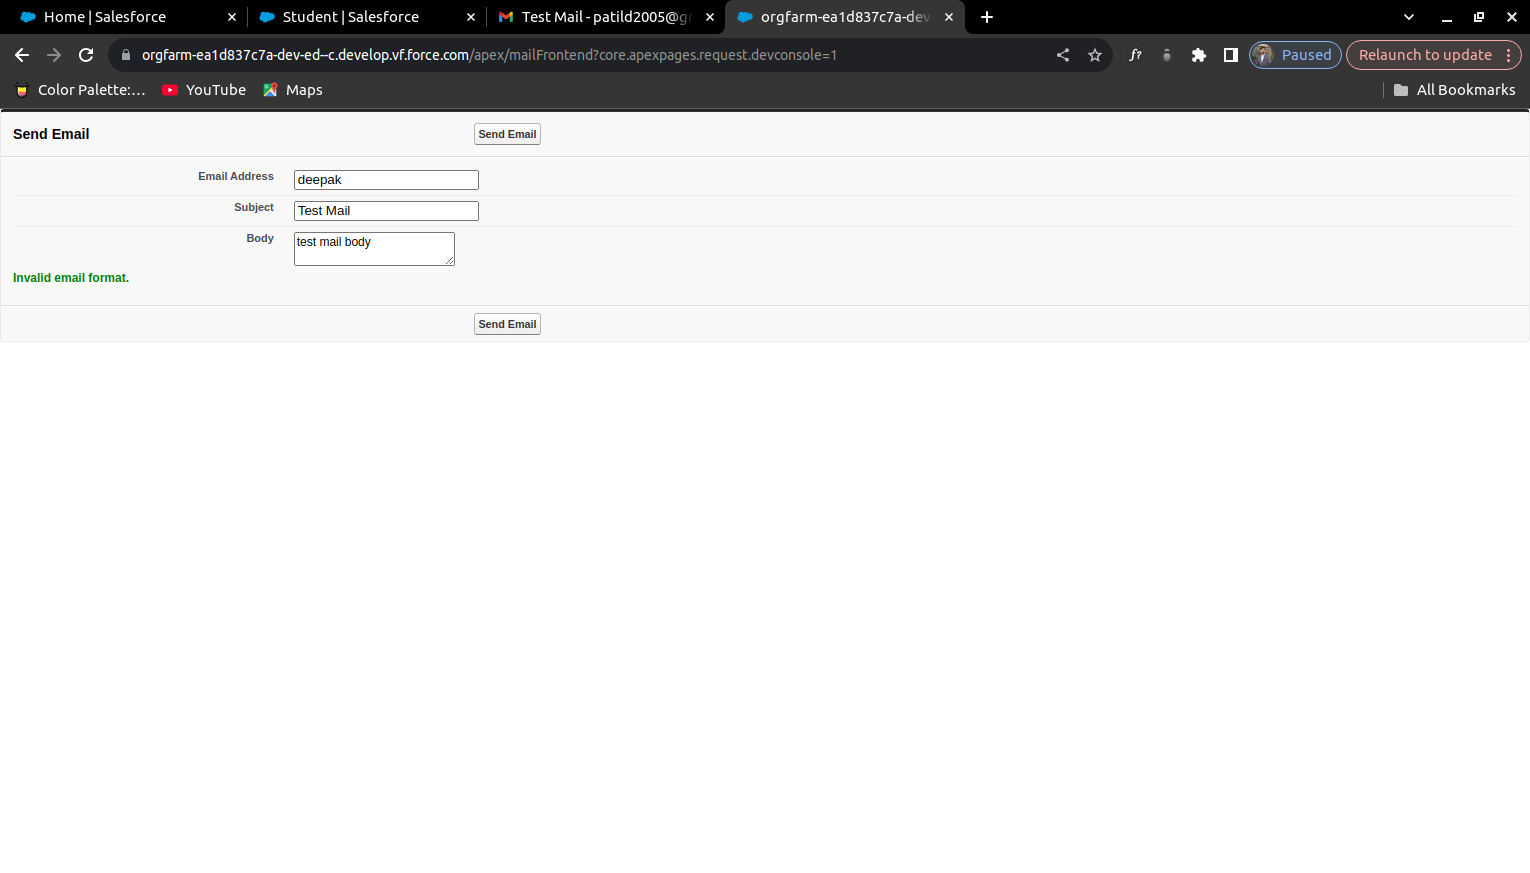 Home | Salesforce
Student | Salesforce
Test Mail - patild2005@g
orgfarm-ea1d837c7a-dev
orgfarm-ea1d837c7a-dev-ed--c.develop.vf.force.com/apex/mailFrontend?core.apexpages.request.devconsole=1
f?
Paused
Relaunch to update
Color Palette:...
YouTube
Maps
All Bookmarks
Send Email
Send Email
Email Address
deepak
Subject
Test Mail
Body
test mail body
Invalid email format.
Send Email